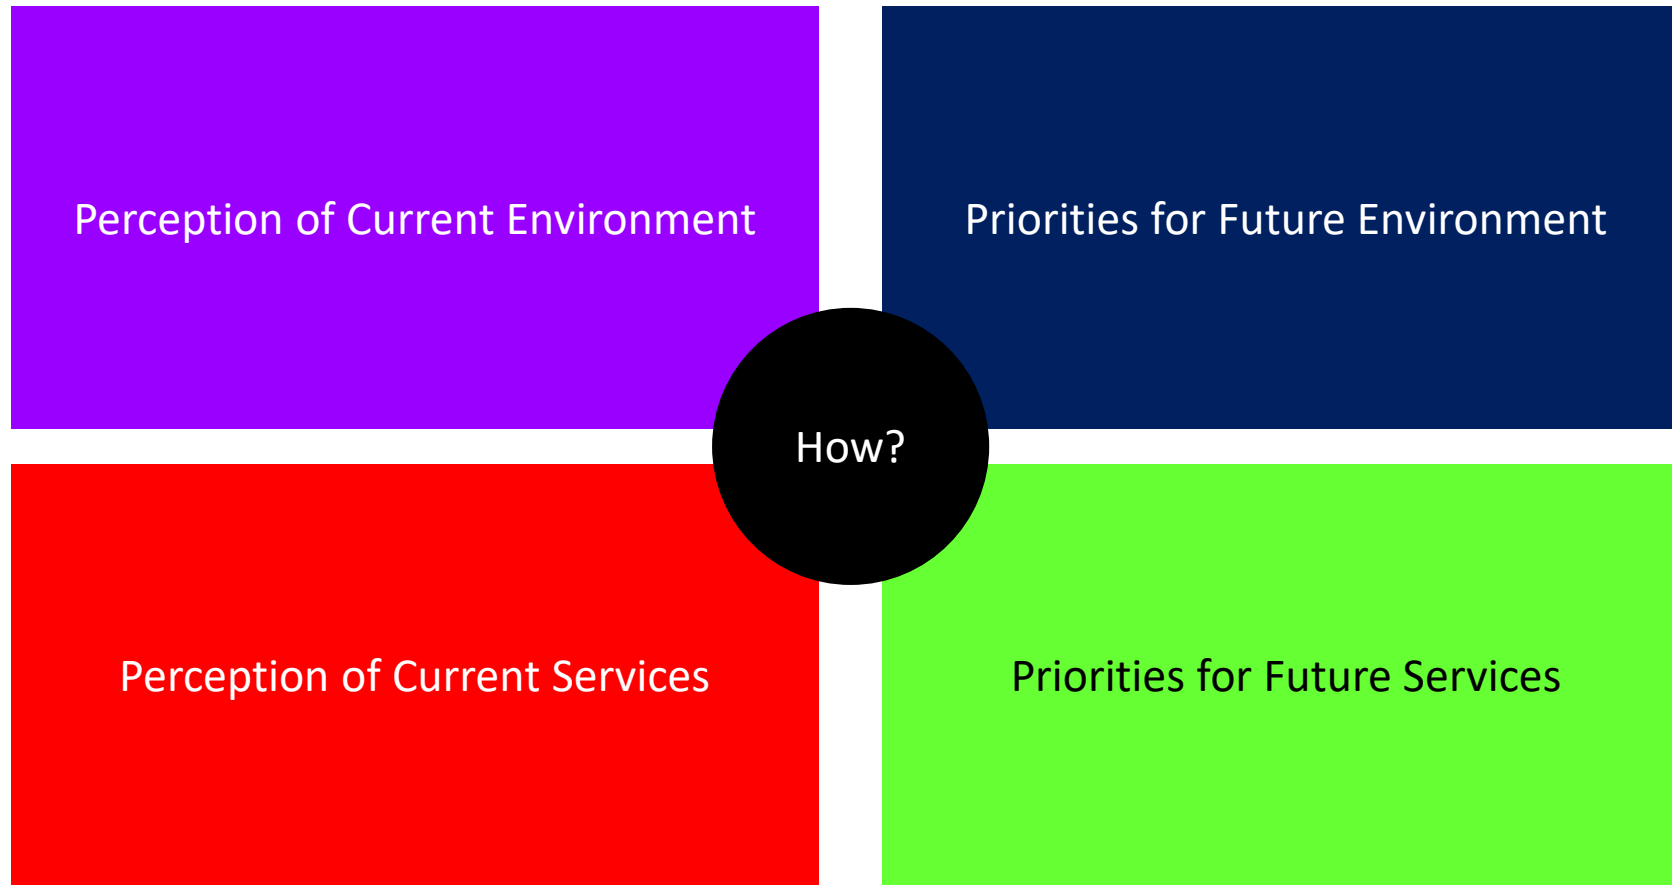 Perception of Current Environment
Priorities for Future Environment
How?
Perception of Current Services
Priorities for Future Services